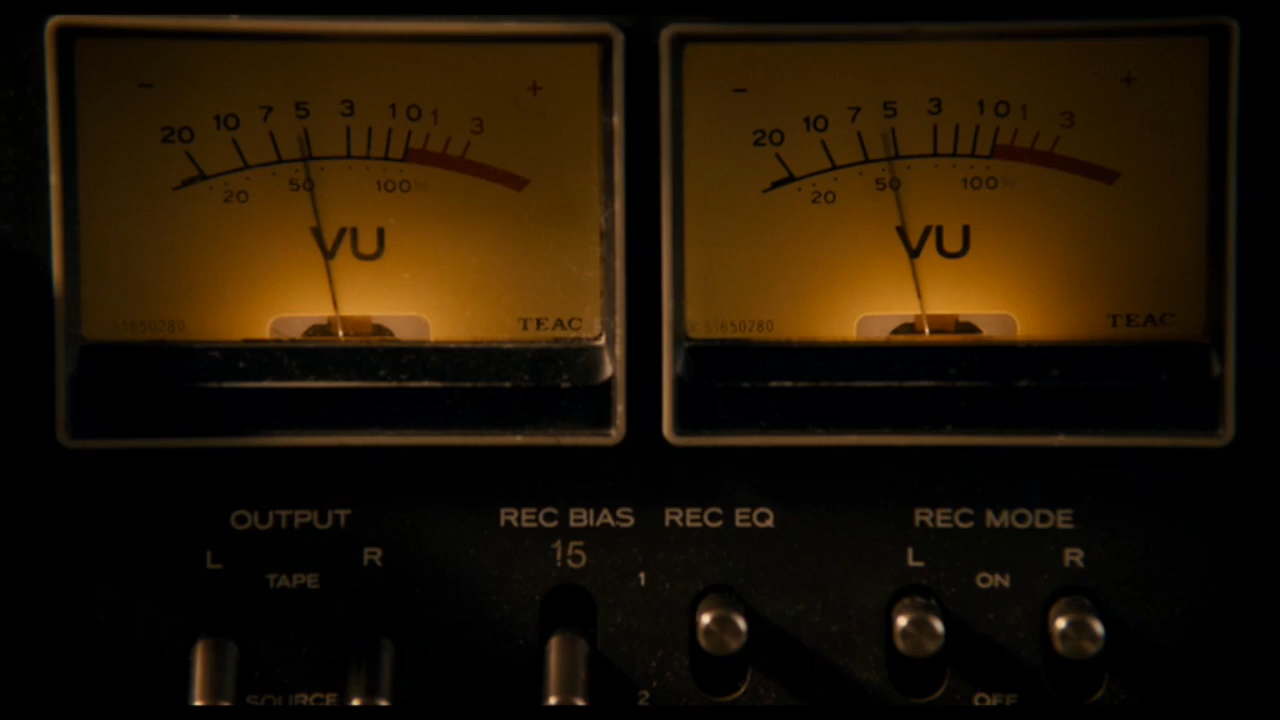 − +
20 10 7 5 3 1 0 1 3
20 50 100%
VU
51650280 TEAC
− +
20 10 7 5 3 1 0 1 3
20 50 100%
VU
51650280 TEAC
OUTPUT REC BIAS REC EQ REC MODE
L R 15 L R
TAPE 1 ON
SOURCE 2 OFF